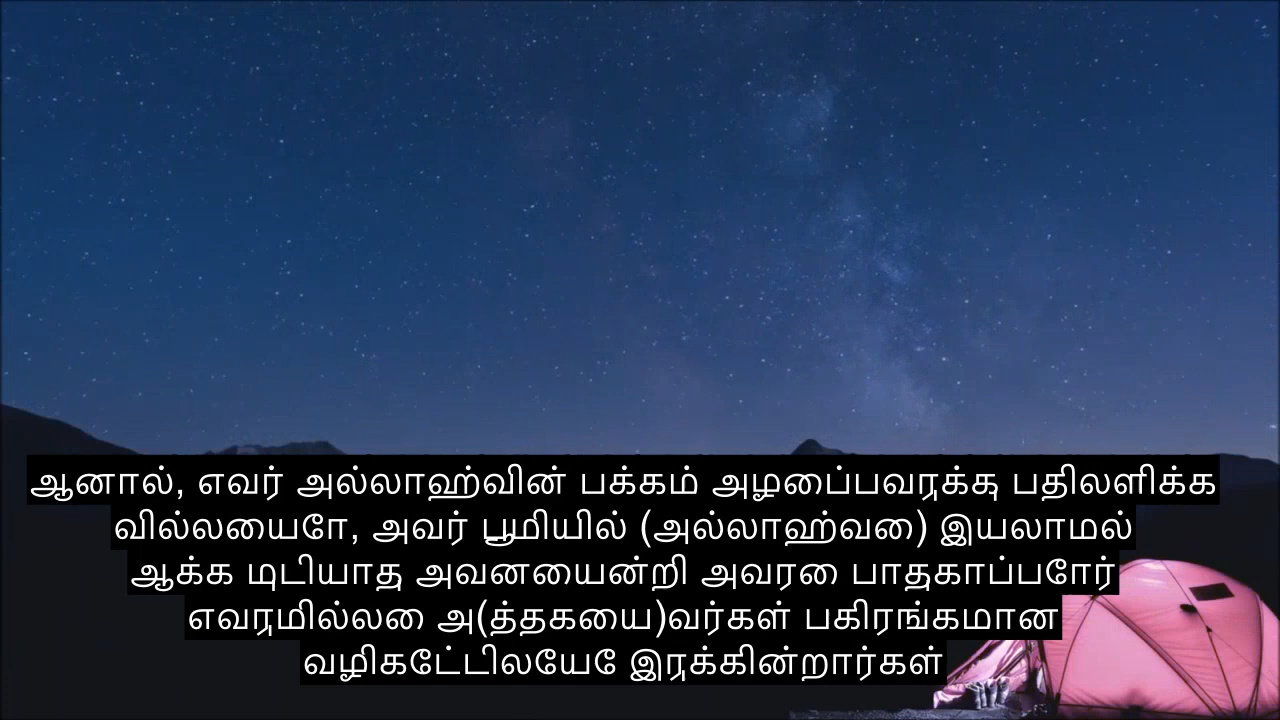 ஆனால், எவர் அல்லாஹ்வின் பக்கம் அழைப்பவருக்கு பதிலளிக்க
வில்லையோ, அவர் பூமியில் (அல்லாஹ்வை) இயலாமல்
ஆக்க முடியாது அவனையன்றி அவரை பாதுகாப்போர்
எவருமில்லை அ(த்தகைய)வர்கள் பகிரங்கமான
வழிகேட்டிலேயே இருக்கின்றார்கள்